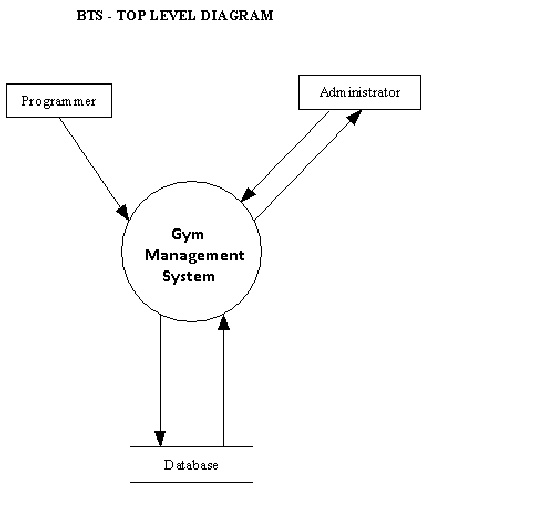 BTS - TOP LEVEL DIAGRAM
Programmer
Administrator
Gym
Management
System
Database